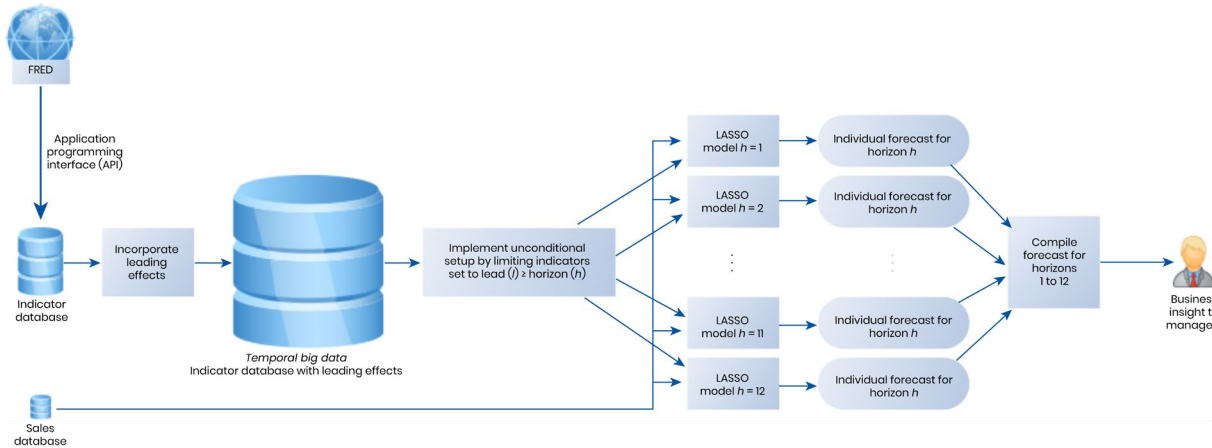 FRED
Application
programming
interface (API)
Indicator
database
Incorporate
leading
effects
Temporal big data
Indicator database with leading effects
Implement unconditional
setup by limiting indicators
set to lead (l) ≥ horizon (h)
LASSO
model h = 1
Individual forecast for
horizon h
LASSO
model h = 2
Individual forecast for
horizon h
LASSO
model h = 11
Individual forecast for
horizon h
LASSO
model h = 12
Individual forecast for
horizon h
Compile
forecast for
horizons
1 to 12
Busines
insight t
manage
Sales
database